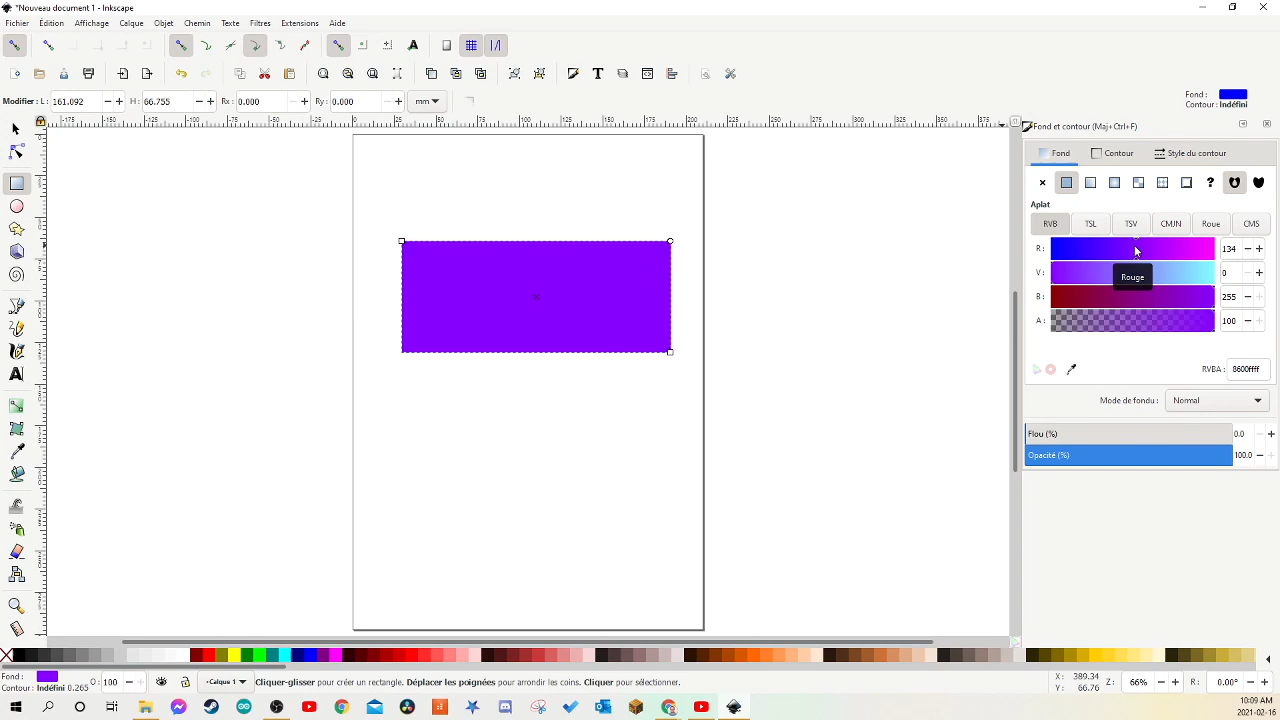 *Nouveau document 1 - Inkscape
Fichier Édition Affichage Calque Objet Chemin Texte Filtres Extensions Aide
Modifier : L: 161.092 H: 66.755 Rx: 0.000 Ry: 0.000 mm
Fond :
Contour : Indéfini
Fond et contour (Maj+Ctrl+F)
Fond Contour Style du contour
Aplat
RVB TSL TSV CMJN Roue CMS
R : 134
V : 0
Rouge
B : 255
A : 100
RVBA : 8600ffff
Mode de fondu : Normal
Flou (%) 0.0
Opacité (%) 100.0
Fond :
Contour : Indéfini 0.265
O : 100
Calque 1
Cliquer-glisser pour créer un rectangle. Déplacer les poignées pour arrondir les coins. Cliquer pour sélectionner.
X : 389.34
Y : 66.76
Z : 66%
R : 0.00°
10:09 AM
2021-02-16